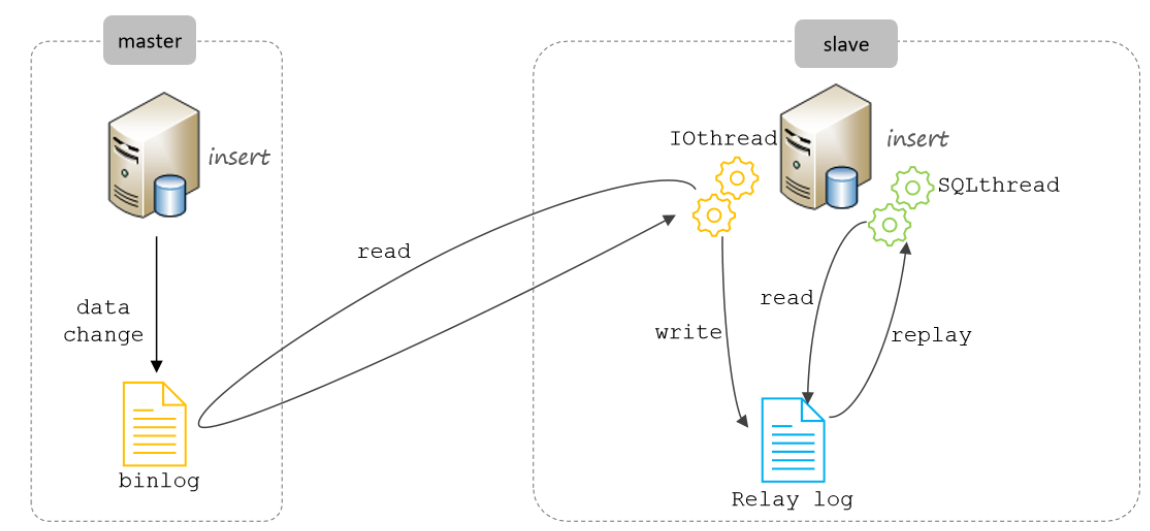 master
slave
IOthread
insert
insert
SQLthread
read
data
change
read
write
replay
binlog
Relay log